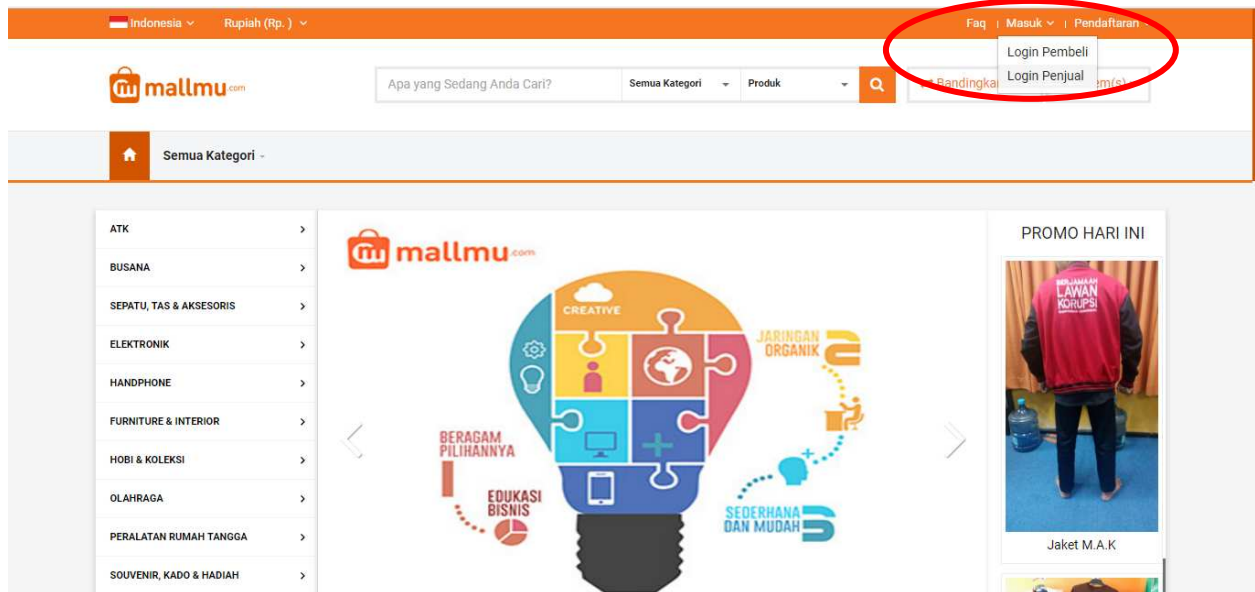 Indonesia
Rupiah (Rp. )
Faq | Masuk | Pendaftaran
Login Pembeli
Login Penjual
mallmu.com
Apa yang Sedang Anda Cari?
Semua Kategori
Produk
em(s)
Semua Kategori
ATK
BUSANA
SEPATU, TAS & AKSESORIS
ELEKTRONIK
HANDPHONE
FURNITURE & INTERIOR
HOBI & KOLEKSI
OLAHRAGA
PERALATAN RUMAH TANGGA
SOUVENIR, KADO & HADIAH
mallmu.com
CREATIVE
JARINGAN
ORGANIK
BERAGAM
PILIHANNYA
EDUKASI
BISNIS
SEDERHANA
DAN MUDAH
PROMO HARI INI
BERJAMAAH
LAWAN
KORUPSI
Jaket M.A.K